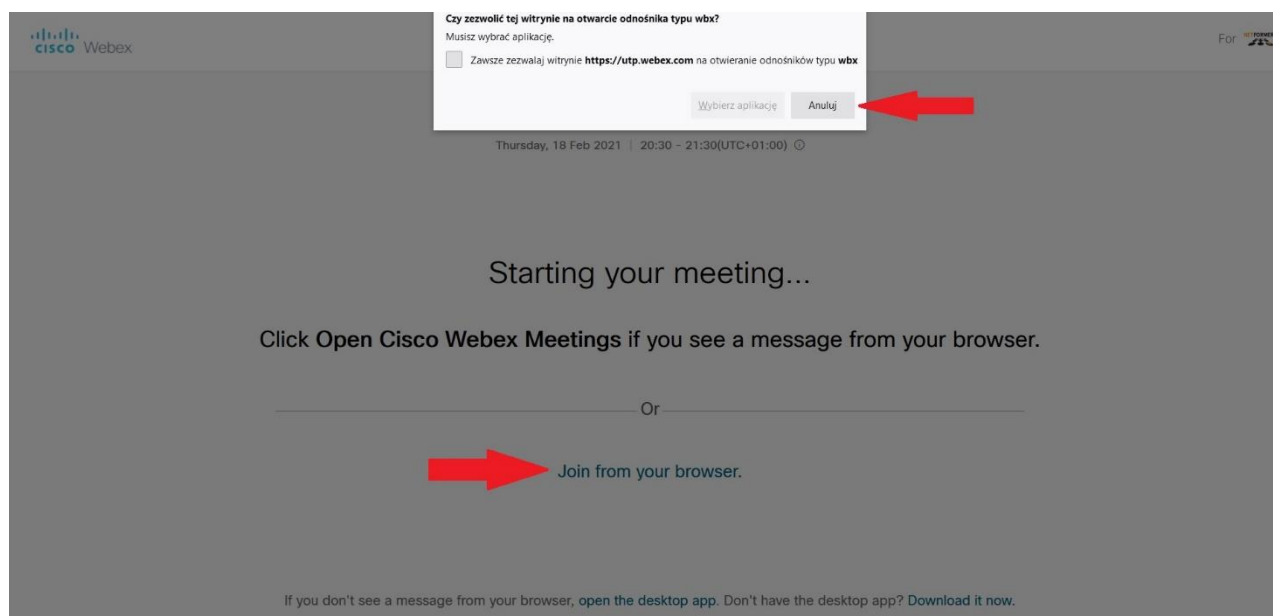 Czy zezwolić tej witrynie na otwarcie odnośnika typu wbx?
Musisz wybrać aplikację.
Zawsze zezwalaj witrynie https://utp.webex.com na otwieranie odnośników typu wbx
Wybierz aplikację Anuluj
cisco Webex
For
Thursday, 18 Feb 2021 | 20:30 - 21:30(UTC+01:00)
Starting your meeting...
Click Open Cisco Webex Meetings if you see a message from your browser.
Or
Join from your browser.
If you don't see a message from your browser, open the desktop app. Don't have the desktop app? Download it now.